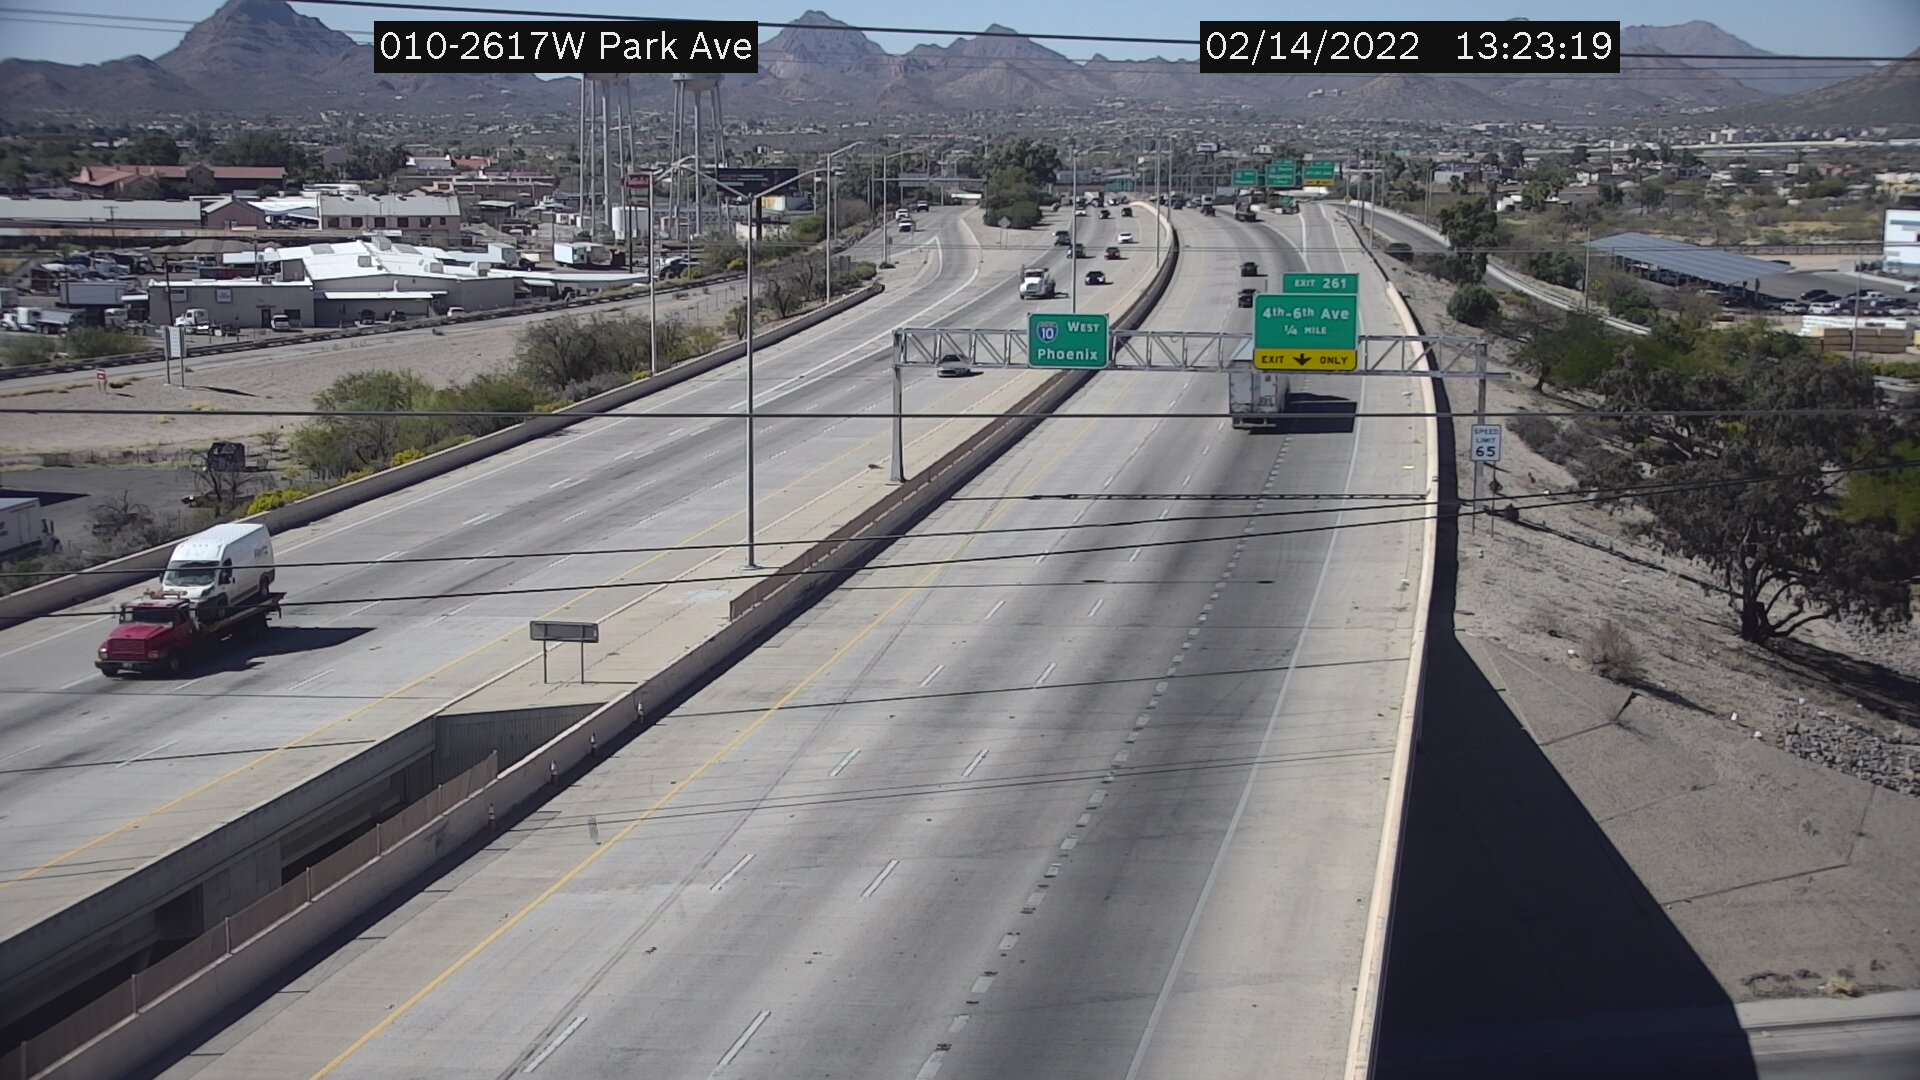 010-2617W Park Ave
02/14/2022 13:23:19
EXIT 261
4th-6th Ave
1/4 MILE
EXIT ONLY
WEST
10
Phoenix
SPEED
LIMIT
65